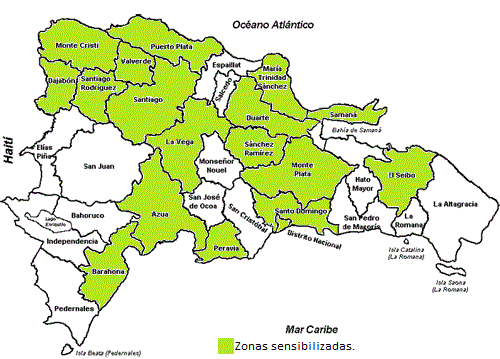 Océano Atlántico
Monte Cristi
Puerto Plata
Valverde
Espaillat
María
Trinidad
Sánchez
Dajabón
Santiago
Rodríguez
Salcedo
Santiago
Duarte
Samaná
Bahía de Samaná
Haití
Elías
Piña
San Juan
La Vega
Sánchez
Ramírez
Monseñor
Nouel
Monte
Plata
Hato
Mayor
El Seibo
La Altagracia
Azua
San José
de Ocoa
San Cristóbal
Santo Domingo
San Pedro
de Macorís
La
Romana
Bahoruco
Lago
Enriquillo
Independencia
Peravia
Distrito Nacional
Isla Catalina
(La Romana)
Barahona
Isla Saona
(La Romana)
Pedernales
Isla Beata (Pedernales)
Mar Caribe
Zonas sensibilizadas.